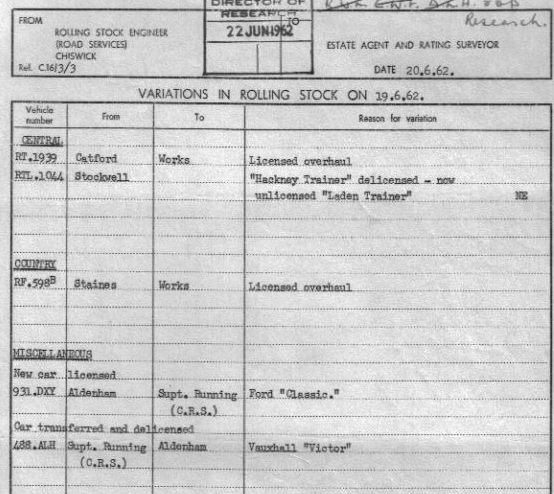 DIRECTOR OF
RESEARCH
TO
22 JUN 1962
Research.
FROM
ROLLING STOCK ENGINEER
(ROAD SERVICES)
CHISWICK
Ref. C16/3/3
ESTATE AGENT AND RATING SURVEYOR
DATE 20.6.62.
VARIATIONS IN ROLLING STOCK ON 19.6.62.
Vehicle number From To Reason for variation
CENTRAL
RT.1939 Catford Works Licensed overhaul
RTL.1044 Stockwell "Hackney Trainer" delicensed - now
unlicensed "Laden Trainer" NE
COUNTRY
RF.598B Staines Works Licensed overhaul
MISCELLANEOUS
New car licensed
931.DXY Aldenham Supt. Running Ford "Classic."
(C.R.S.)
Car transferred and delicensed
488.ALH Supt. Running Aldenham Vauxhall "Victor"
(C.R.S.)